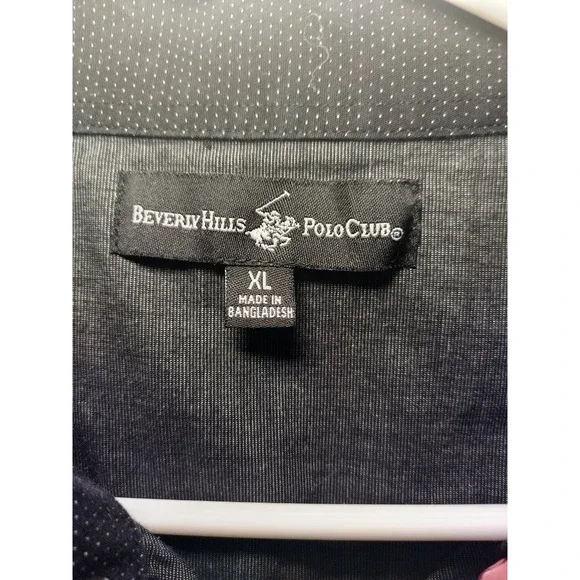 BEVERLY HILLS POLO CLUB®
XL
MADE IN
BANGLADESH